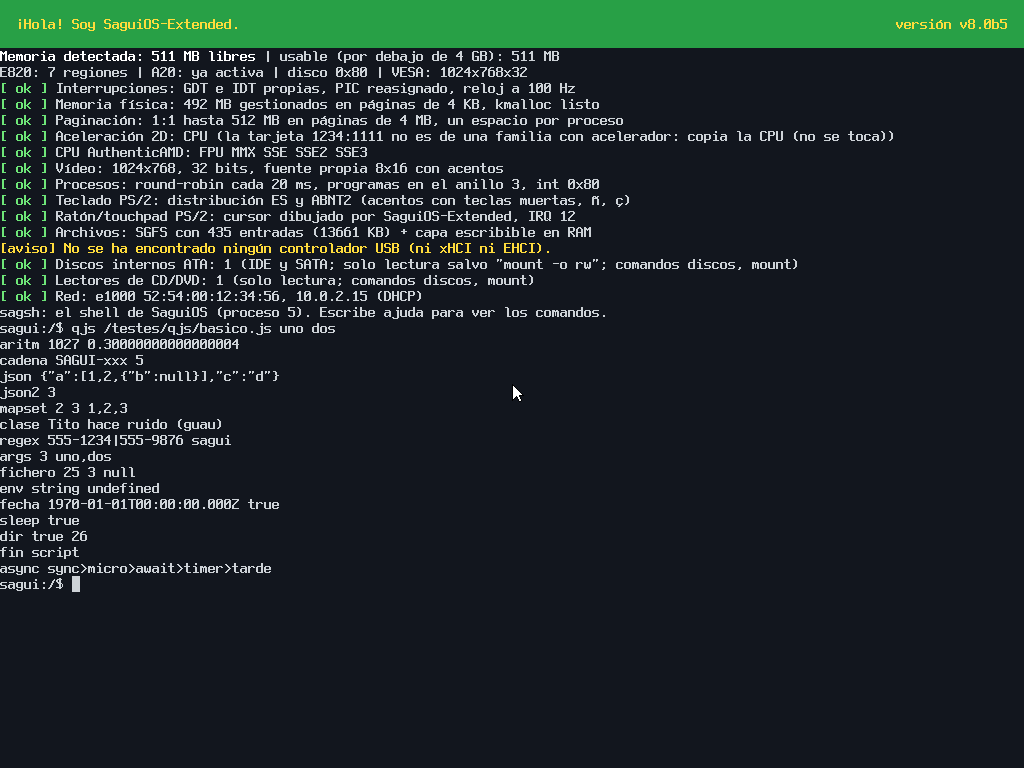 ¡Hola! Soy SaguiOS-Extended.
versión v8.0b5
Memoria detectada: 511 MB libres | usable (por debajo de 4 GB): 511 MB
E820: 7 regiones | A20: ya activa | disco 0x80 | VESA: 1024x768x32
[ ok ] Interrupciones: GDT e IDT propias, PIC reasignado, reloj a 100 Hz
[ ok ] Memoria física: 492 MB gestionados en páginas de 4 KB, kmalloc listo
[ ok ] Paginación: 1:1 hasta 512 MB en páginas de 4 MB, un espacio por proceso
[ ok ] Aceleración 2D: CPU (la tarjeta 1234:1111 no es de una familia con acelerador: copia la CPU (no se toca))
[ ok ] CPU AuthenticAMD: FPU MMX SSE SSE2 SSE3
[ ok ] Vídeo: 1024x768, 32 bits, fuente propia 8x16 con acentos
[ ok ] Procesos: round-robin cada 20 ms, programas en el anillo 3, int 0x80
[ ok ] Teclado PS/2: distribución ES y ABNT2 (acentos con teclas muertas, ñ, ç)
[ ok ] Ratón/touchpad PS/2: cursor dibujado por SaguiOS-Extended, IRQ 12
[ ok ] Archivos: SGFS con 435 entradas (13661 KB) + capa escribible en RAM
[aviso] No se ha encontrado ningún controlador USB (ni xHCI ni EHCI).
[ ok ] Discos internos ATA: 1 (IDE y SATA; solo lectura salvo "mount -o rw"; comandos discos, mount)
[ ok ] Lectores de CD/DVD: 1 (solo lectura; comandos discos, mount)
[ ok ] Red: e1000 52:54:00:12:34:56, 10.0.2.15 (DHCP)
sagsh: el shell de SaguiOS (proceso 5). Escribe ajuda para ver los comandos.
sagui:/$ qjs /testes/qjs/basico.js uno dos
aritm 1027 0.30000000000000004
cadena SAGUI-xxx 5
json {"a":[1,2,{"b":null}],"c":"d"}
json2 3
mapset 2 3 1,2,3
clase Tito hace ruido (guau)
regex 555-1234|555-9876 sagui
args 3 uno,dos
fichero 25 3 null
env string undefined
fecha 1970-01-01T00:00:00.000Z true
sleep true
dir true 26
fin script
async sync>micro>await>timer>tarde
sagui:/$